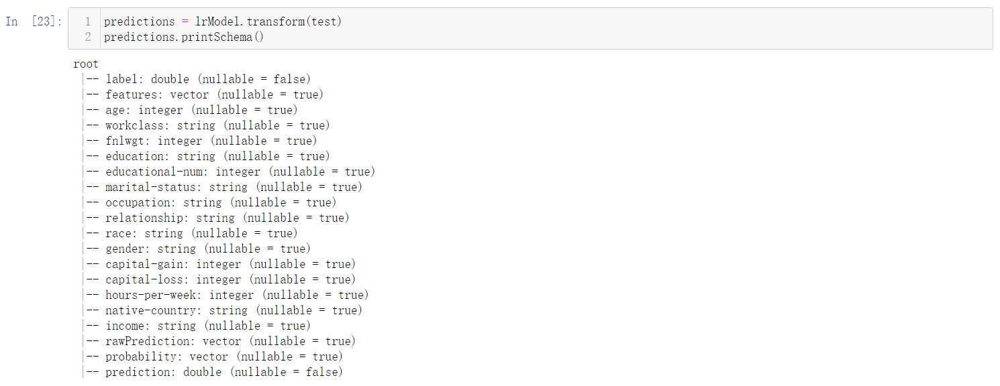 In [23]: 1 predictions = lrModel.transform(test)
2 predictions.printSchema()
root
|-- label: double (nullable = false)
|-- features: vector (nullable = true)
|-- age: integer (nullable = true)
|-- workclass: string (nullable = true)
|-- fnlwgt: integer (nullable = true)
|-- education: string (nullable = true)
|-- educational-num: integer (nullable = true)
|-- marital-status: string (nullable = true)
|-- occupation: string (nullable = true)
|-- relationship: string (nullable = true)
|-- race: string (nullable = true)
|-- gender: string (nullable = true)
|-- capital-gain: integer (nullable = true)
|-- capital-loss: integer (nullable = true)
|-- hours-per-week: integer (nullable = true)
|-- native-country: string (nullable = true)
|-- income: string (nullable = true)
|-- rawPrediction: vector (nullable = true)
|-- probability: vector (nullable = true)
|-- prediction: double (nullable = false)